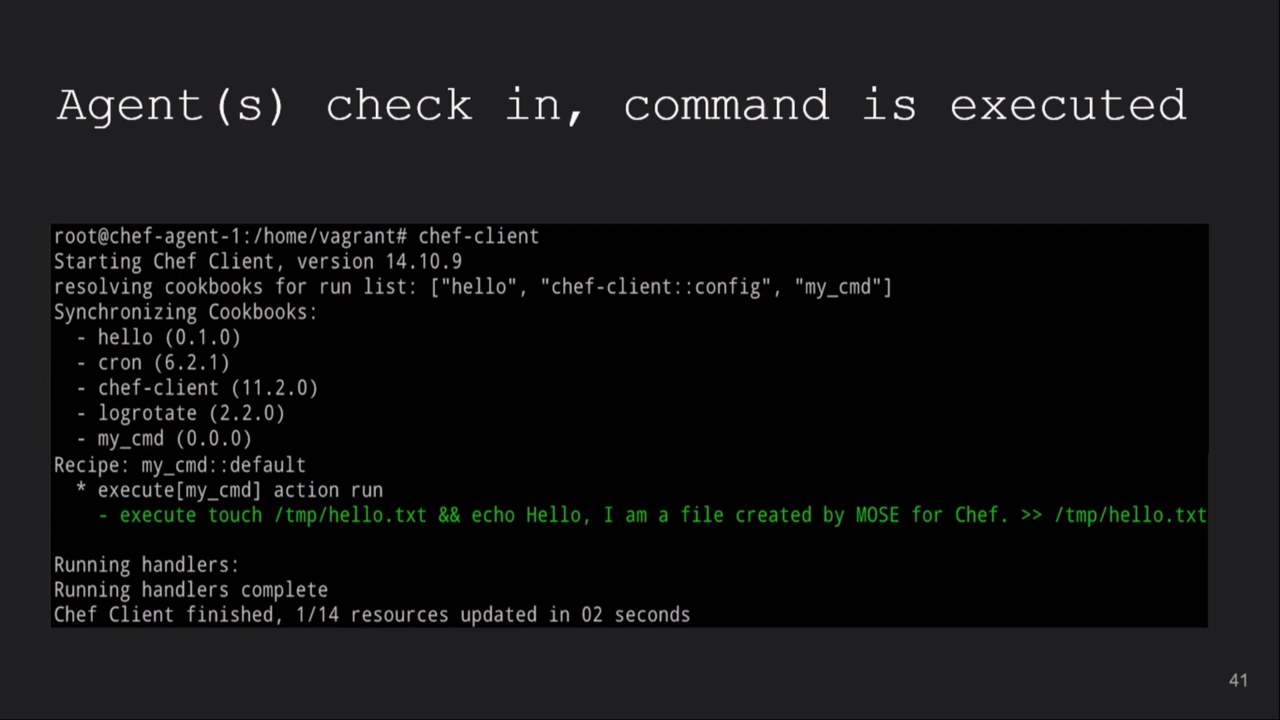 Agent(s) check in, command is executed
root@chef-agent-1:/home/vagrant# chef-client
Starting Chef Client, version 14.10.9
resolving cookbooks for run list: ["hello", "chef-client::config", "my_cmd"]
Synchronizing Cookbooks:
- hello (0.1.0)
- cron (6.2.1)
- chef-client (11.2.0)
- logrotate (2.2.0)
- my_cmd (0.0.0)
Recipe: my_cmd::default
* execute[my_cmd] action run
- execute touch /tmp/hello.txt && echo Hello, I am a file created by MOSE for Chef. >> /tmp/hello.txt
Running handlers:
Running handlers complete
Chef Client finished, 1/14 resources updated in 02 seconds
41